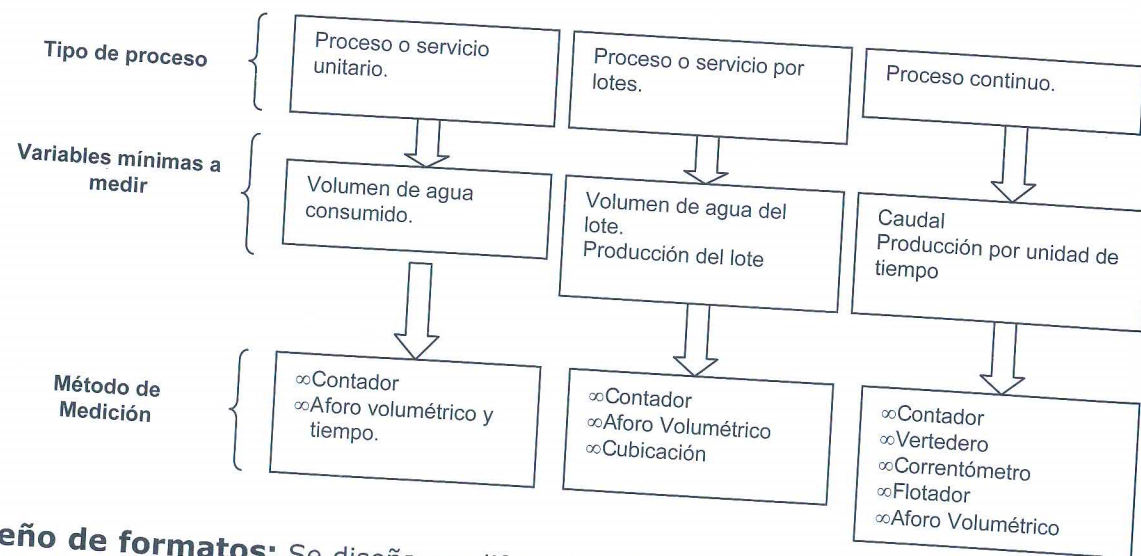 Tipo de proceso
Proceso o servicio
unitario.
Proceso o servicio por
lotes.
Proceso continuo.
Variables mínimas a
medir
Volumen de agua
consumido.
Volumen de agua del
lote.
Producción del lote
Caudal
Producción por unidad de
tiempo
Método de
Medición
∞Contador
∞Aforo volumétrico y
tiempo.
∞Contador
∞Aforo Volumétrico
∞Cubicación
∞Contador
∞Vertedero
∞Correntómetro
∞Flotador
∞Aforo Volumétrico
eño de formatos: Se